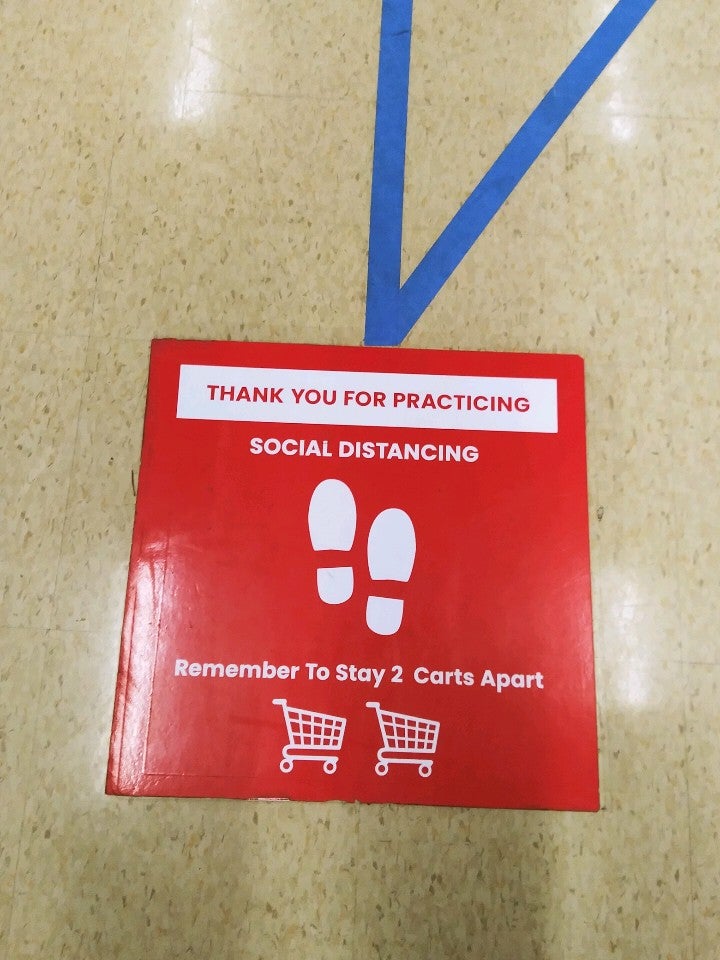 THANK YOU FOR PRACTICING
SOCIAL DISTANCING
Remember To Stay 2 Carts Apart